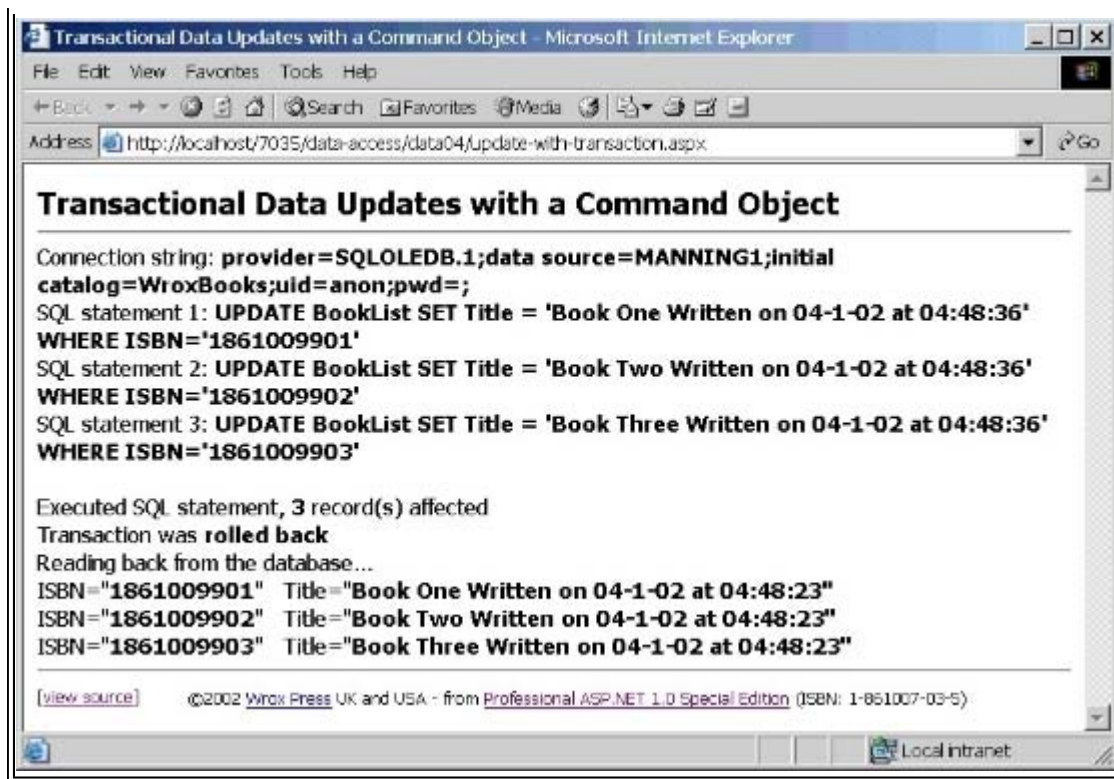 Transactional Data Updates with a Command Object - Microsoft Internet Explorer
File Edit View Favorites Tools Help
Back Search Favorites Media
Address http://localhost/7035/data-access/data04/update-with-transaction.aspx Go
Transactional Data Updates with a Command Object
Connection string: provider=SQLOLEDB.1;data source=MANNING1;initial
catalog=WroxBooks;uid=anon;pwd=;
SQL statement 1: UPDATE BookList SET Title = 'Book One Written on 04-1-02 at 04:48:36'
WHERE ISBN='1861009901'
SQL statement 2: UPDATE BookList SET Title = 'Book Two Written on 04-1-02 at 04:48:36'
WHERE ISBN='1861009902'
SQL statement 3: UPDATE BookList SET Title = 'Book Three Written on 04-1-02 at 04:48:36'
WHERE ISBN='1861009903'
Executed SQL statement, 3 record(s) affected
Transaction was rolled back
Reading back from the database...
ISBN="1861009901" Title="Book One Written on 04-1-02 at 04:48:23"
ISBN="1861009902" Title="Book Two Written on 04-1-02 at 04:48:23"
ISBN="1861009903" Title="Book Three Written on 04-1-02 at 04:48:23"
[view source] ©2002 Wrox Press UK and USA - from Professional ASP.NET 1.0 Special Edition (ISBN: 1-861007-03-5)
Local intranet